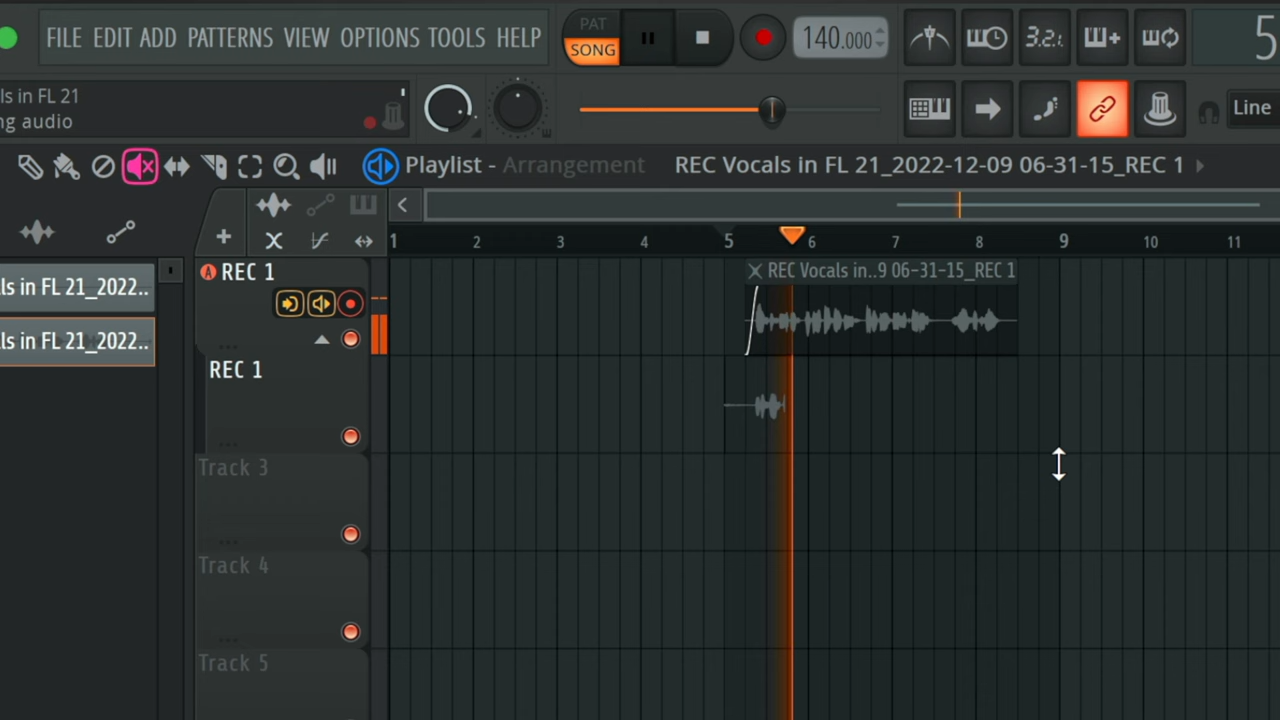 FILE EDIT ADD PATTERNS VIEW OPTIONS TOOLS HELP
PAT
SONG
140.000
3.2.
5
ls in FL 21
ng audio
Line
Playlist - Arrangement
REC Vocals in FL 21_2022-12-09 06-31-15_REC 1
1 2 3 4 5 6 7 8 9 10 11
ls in FL 21_2022..
ls in FL 21_2022..
REC 1
REC Vocals in..9 06-31-15_REC 1
REC 1
Track 3
Track 4
Track 5